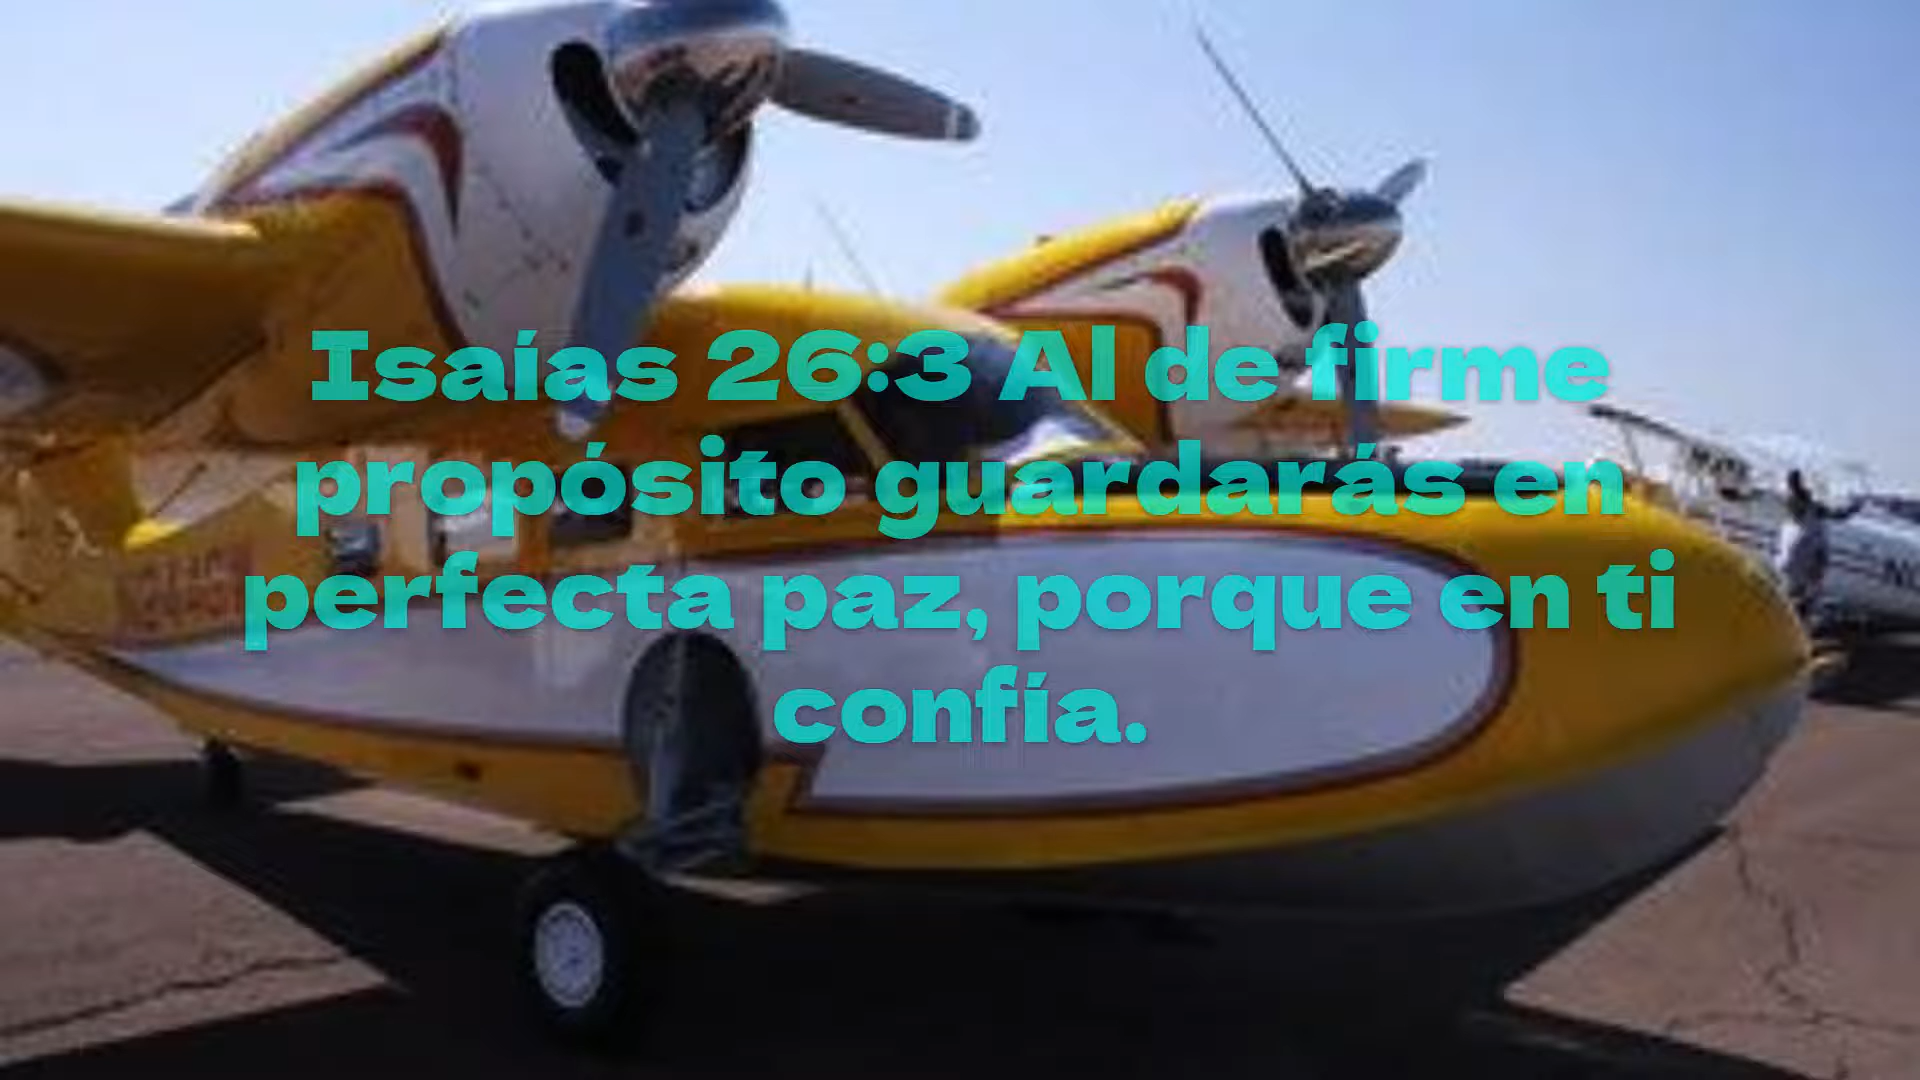 Isaías 26:3 Al de firme
propósito guardarás en
perfecta paz, porque en ti
confía.